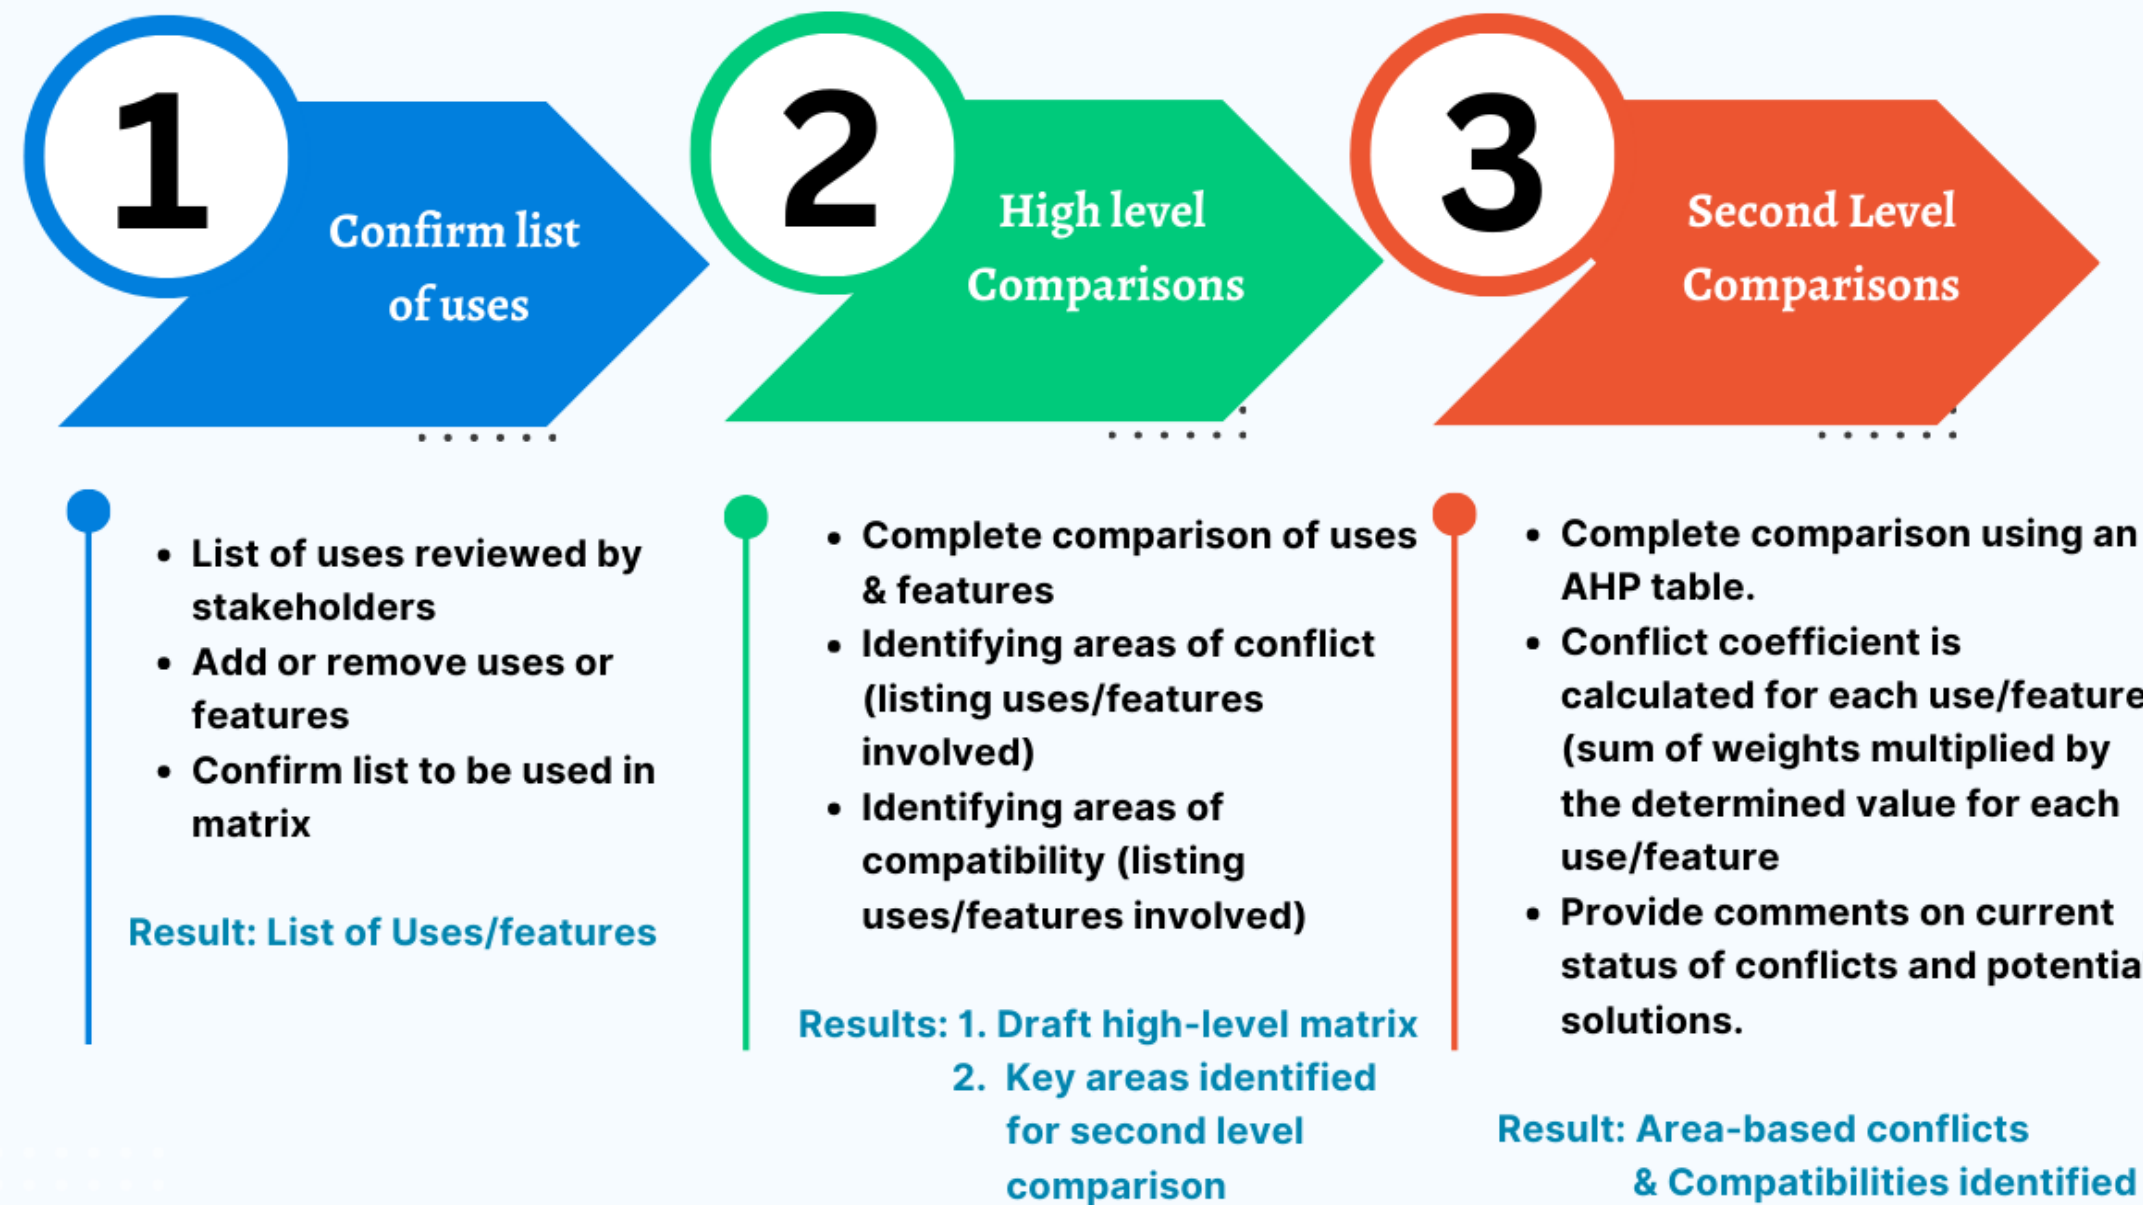 1
Confirm list
of uses
• List of uses reviewed by
stakeholders
• Add or remove uses or
features
• Confirm list to be used in
matrix
Result: List of Uses/features
2
High level
Comparisons
• Complete comparison of uses
& features
• Identifying areas of conflict
(listing uses/features
involved)
• Identifying areas of
compatibility (listing
uses/features involved)
Results: 1. Draft high-level matrix
2. Key areas identified
for second level
comparison
3
Second Level
Comparisons
• Complete comparison using an
AHP table.
• Conflict coefficient is
calculated for each use/feature
(sum of weights multiplied by
the determined value for each
use/feature
• Provide comments on current
status of conflicts and potentia
solutions.
Result: Area-based conflicts
& Compatibilities identified